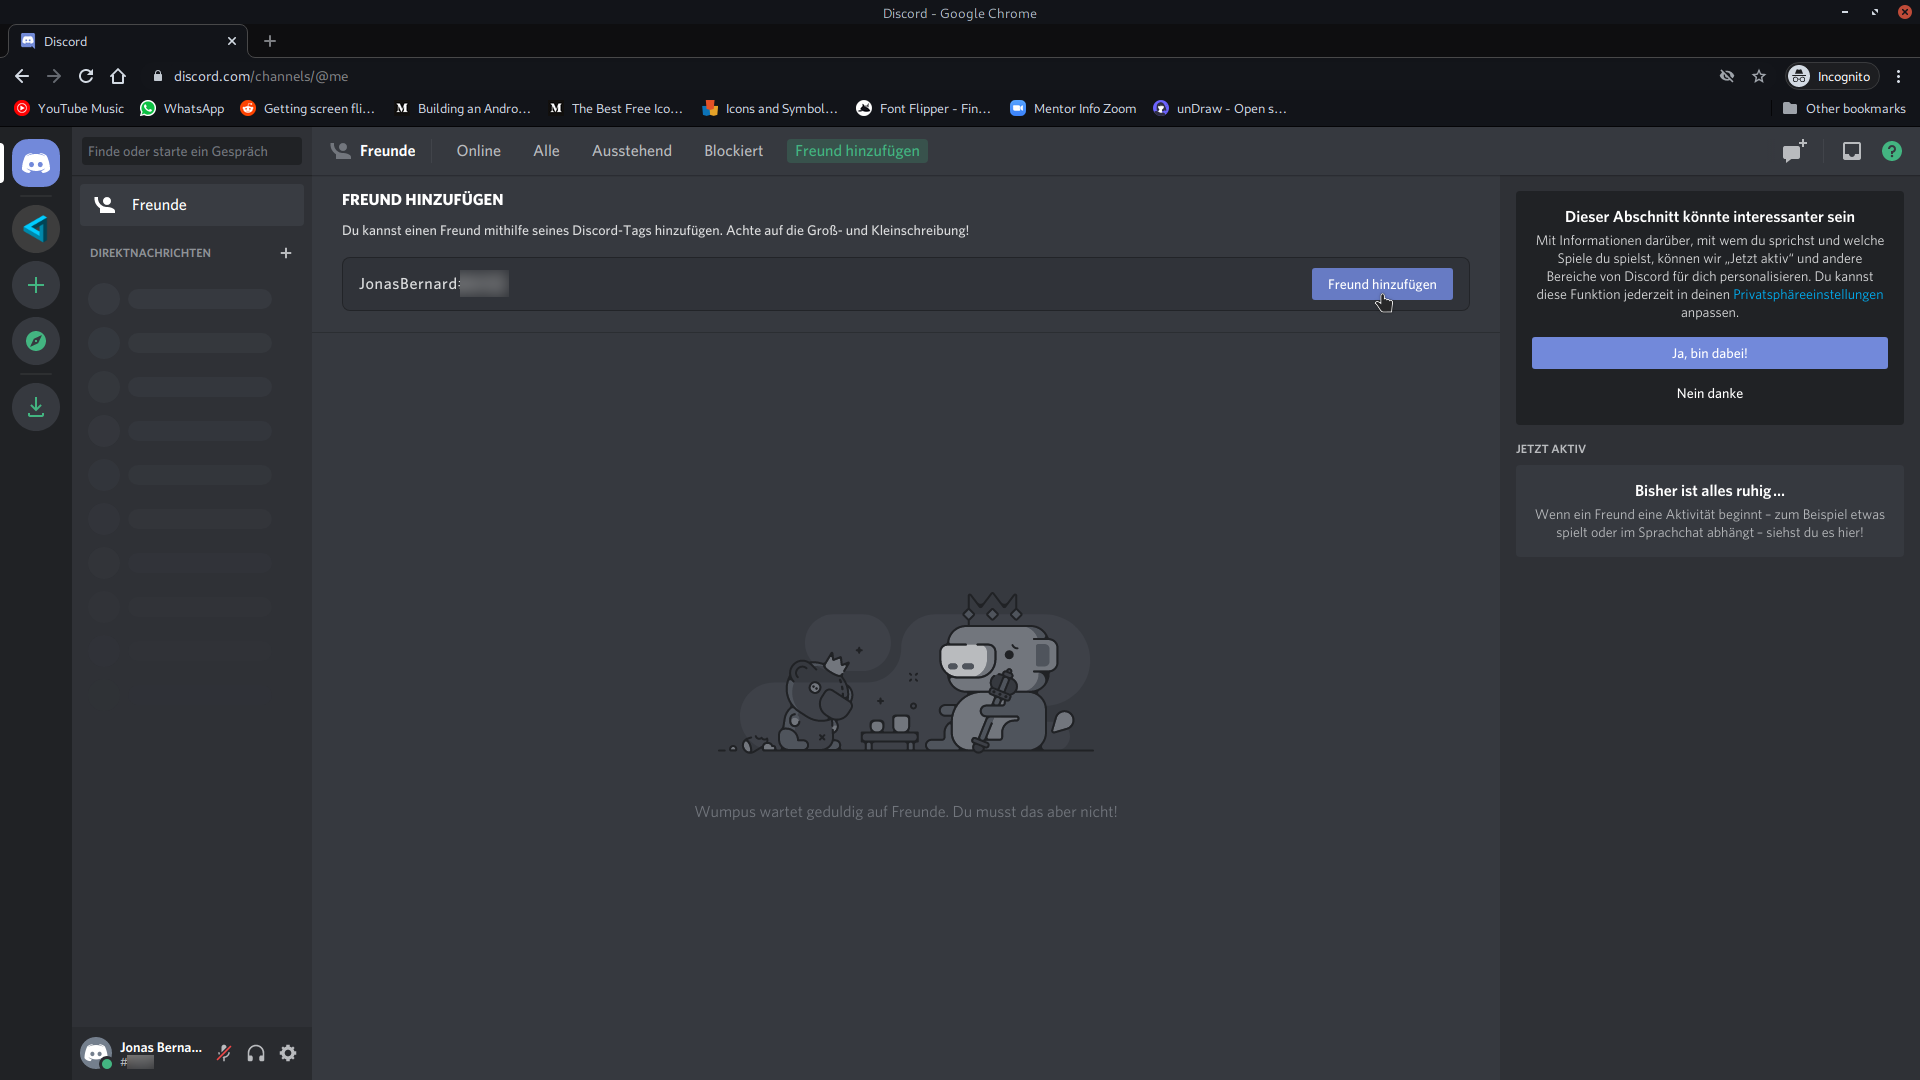 Discord - Google Chrome
Discord
discord.com/channels/@me
Incognito
YouTube Music
WhatsApp
Getting screen fli...
M Building an Andro...
M The Best Free Ico...
Icons and Symbol...
Font Flipper - Fin...
Mentor Info Zoom
unDraw - Open s...
Other bookmarks
Finde oder starte ein Gespräch
Freunde
Online
Alle
Ausstehend
Blockiert
Freund hinzufügen
Freunde
DIREKTNACHRICHTEN
FREUND HINZUFÜGEN
Du kannst einen Freund mithilfe seines Discord-Tags hinzufügen. Achte auf die Groß- und Kleinschreibung!
JonasBernard
Freund hinzufügen
Wumpus wartet geduldig auf Freunde. Du musst das aber nicht!
Dieser Abschnitt könnte interessanter sein
Mit Informationen darüber, mit wem du sprichst und welche
Spiele du spielst, können wir „Jetzt aktiv“ und andere
Bereiche von Discord für dich personalisieren. Du kannst
diese Funktion jederzeit in deinen Privatsphäreeinstellungen
anpassen.
Ja, bin dabei!
Nein danke
JETZT AKTIV
Bisher ist alles ruhig...
Wenn ein Freund eine Aktivität beginnt – zum Beispiel etwas
spielt oder im Sprachchat abhängt – siehst du es hier!
Jonas Berna...
#